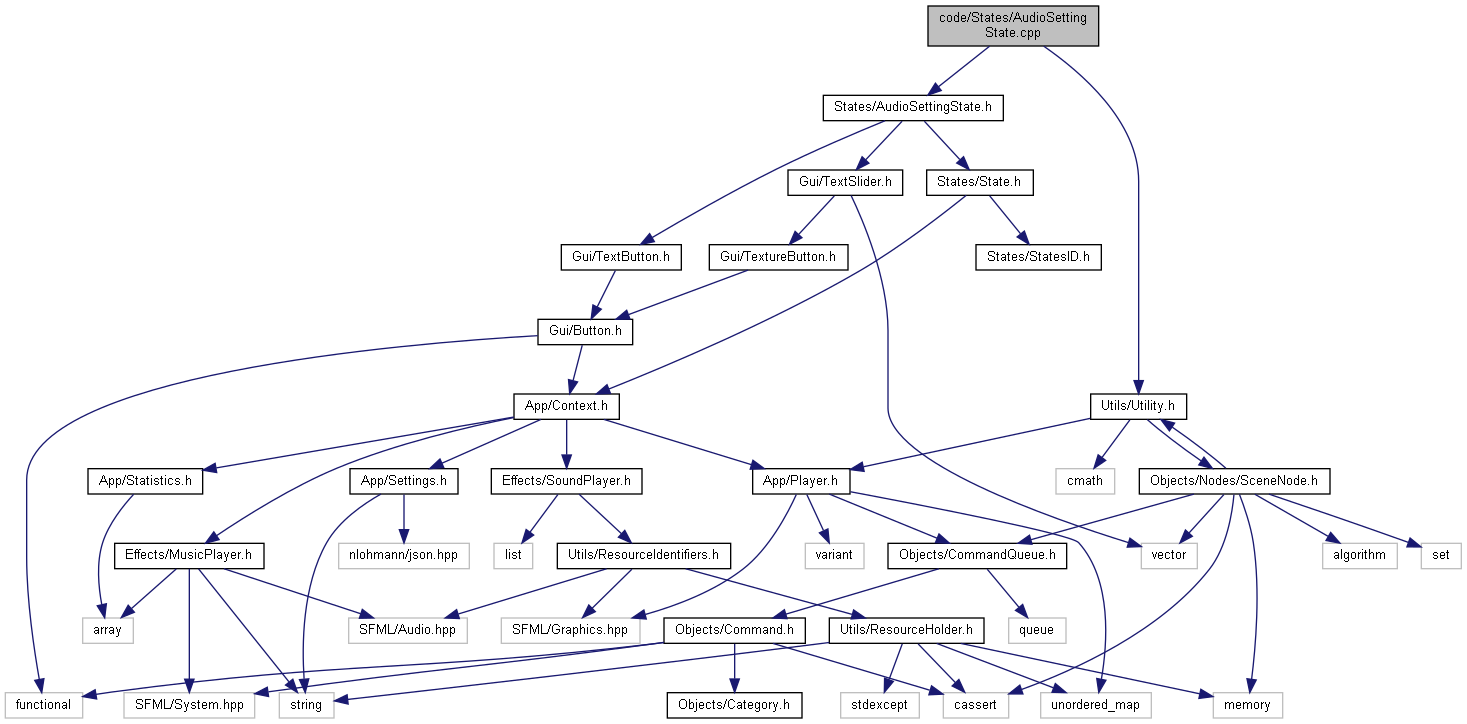 code/States/AudioSetting
State.cpp
States/AudioSettingState.h
Gui/TextSlider.h
States/State.h
Gui/TextButton.h
Gui/TextureButton.h
States/StatesID.h
Gui/Button.h
App/Context.h
Utils/Utility.h
App/Statistics.h
App/Settings.h
Effects/SoundPlayer.h
App/Player.h
cmath
Objects/Nodes/SceneNode.h
Effects/MusicPlayer.h
nlohmann/json.hpp
list
Utils/ResourceIdentifiers.h
variant
Objects/CommandQueue.h
vector
algorithm
set
array
SFML/Audio.hpp
SFML/Graphics.hpp
Objects/Command.h
Utils/ResourceHolder.h
queue
functional
SFML/System.hpp
string
Objects/Category.h
stdexcept
cassert
unordered_map
memory